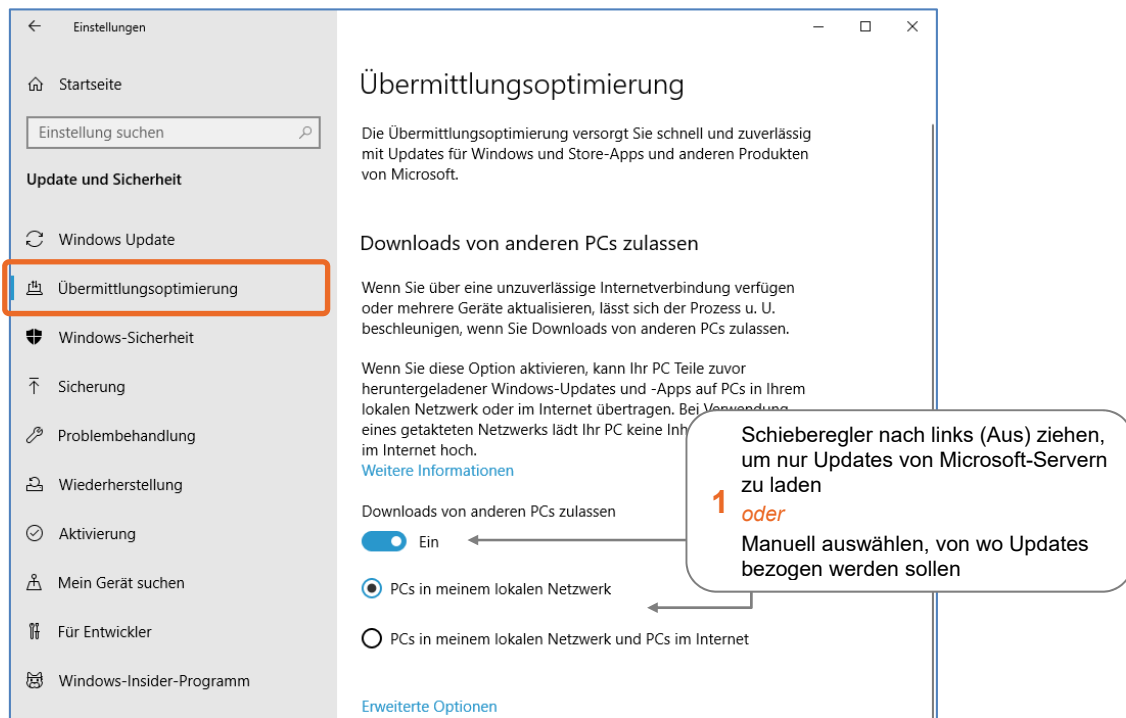 Einstellungen
Startseite
Einstellung suchen
Update und Sicherheit
Windows Update
Übermittlungsoptimierung
Windows-Sicherheit
Sicherung
Problembehandlung
Wiederherstellung
Aktivierung
Mein Gerät suchen
Für Entwickler
Windows-Insider-Programm
Übermittlungsoptimierung
Die Übermittlungsoptimierung versorgt Sie schnell und zuverlässig
mit Updates für Windows und Store-Apps und anderen Produkten
von Microsoft.
Downloads von anderen PCs zulassen
Wenn Sie über eine unzuverlässige Internetverbindung verfügen
oder mehrere Geräte aktualisieren, lässt sich der Prozess u. U.
beschleunigen, wenn Sie Downloads von anderen PCs zulassen.
Wenn Sie diese Option aktivieren, kann Ihr PC Teile zuvor
heruntergeladener Windows-Updates und -Apps auf PCs in Ihrem
lokalen Netzwerk oder im Internet übertragen. Bei Verwendung
eines getakteten Netzwerks lädt Ihr PC keine
im Internet hoch.
Weitere Informationen
Downloads von anderen PCs zulassen
Ein
PCs in meinem lokalen Netzwerk
PCs in meinem lokalen Netzwerk und PCs im Internet
Erweiterte Optionen
1
Schieberegler nach links (Aus) ziehen,
um nur Updates von Microsoft-Servern
zu laden
oder
Manuell auswählen, von wo Updates
bezogen werden sollen